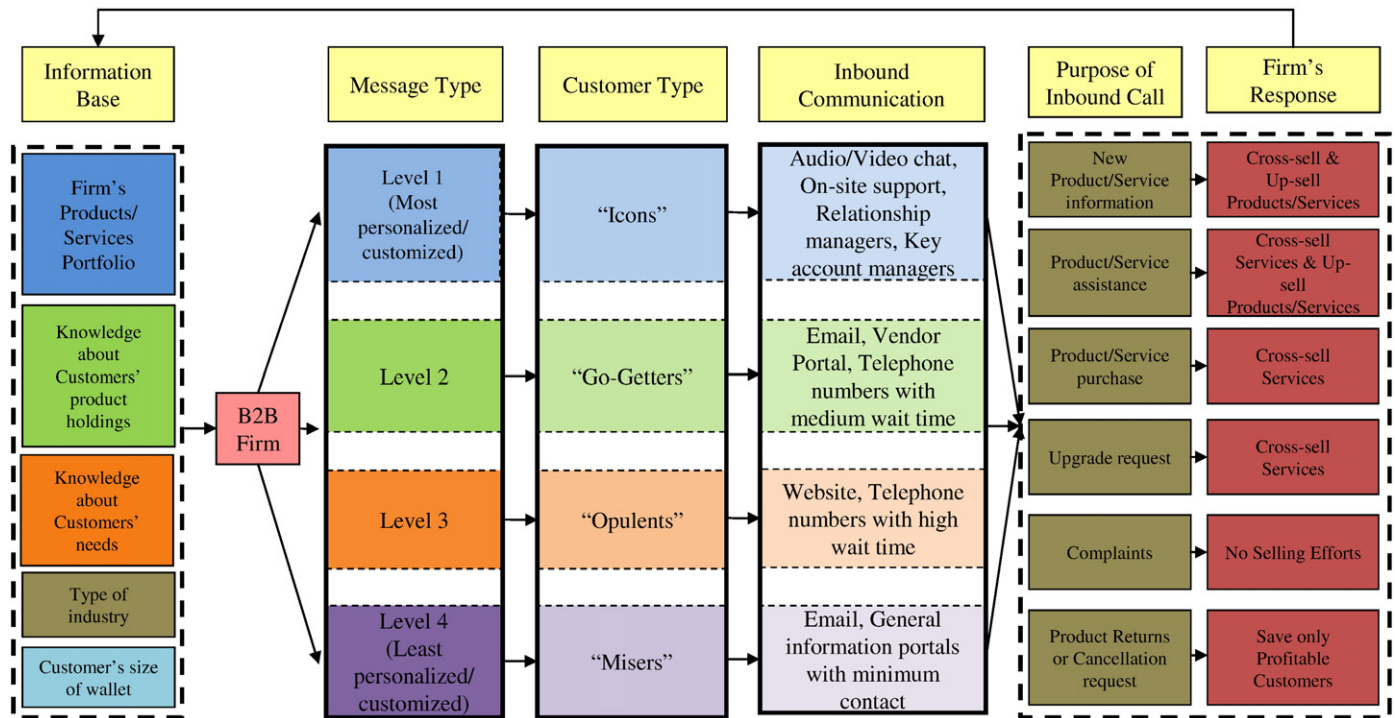 Information
Base
Message Type
Customer Type
Inbound
Communication
Purpose of
Inbound Call
Firm's
Response
Firm's
Products/
Services
Portfolio
Knowledge
about
Customers'
product
holdings
Knowledge
about
Customers'
needs
Type of
industry
Customer's size
of wallet
B2B
Firm
Level 1
(Most
personalized/
customized)
Level 2
Level 3
Level 4
(Least
personalized/
customized)
“Icons”
“Go-Getters”
“Opulents”
“Misers”
Audio/Video chat,
On-site support,
Relationship
managers, Key
account managers
Email, Vendor
Portal, Telephone
numbers with
medium wait time
Website, Telephone
numbers with high
wait time
Email, General
information portals
with minimum
contact
New
Product/Service
information
Cross-sell &
Up-sell
Products/Services
Product/Service
assistance
Cross-sell
Services & Up-
sell
Products/Services
Product/Service
purchase
Cross-sell
Services
Upgrade request
Cross-sell
Services
Complaints
No Selling Efforts
Product Returns
or Cancellation
request
Save only
Profitable
Customers